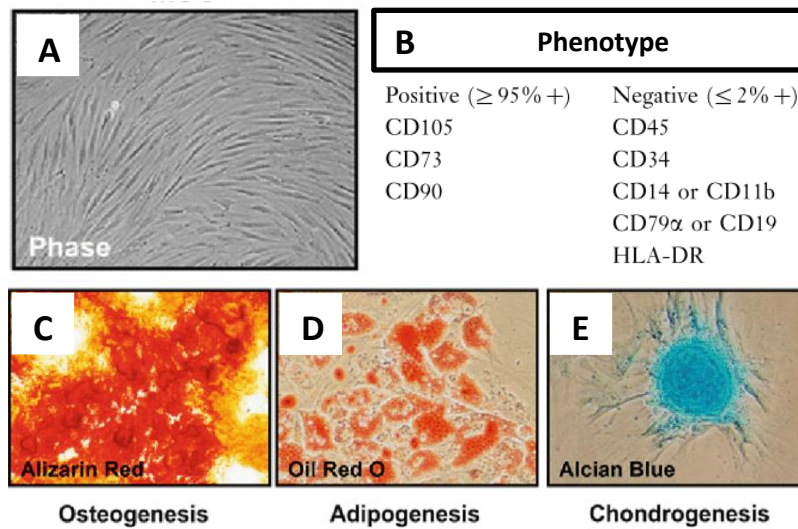 A
Phase
B Phenotype
Positive (≥ 95% +) Negative (≤ 2% +)
CD105 CD45
CD73 CD34
CD90 CD14 or CD11b
CD79α or CD19
HLA-DR
C
Alizarin Red
D
Oil Red O
E
Alcian Blue
Osteogenesis
Adipogenesis
Chondrogenesis